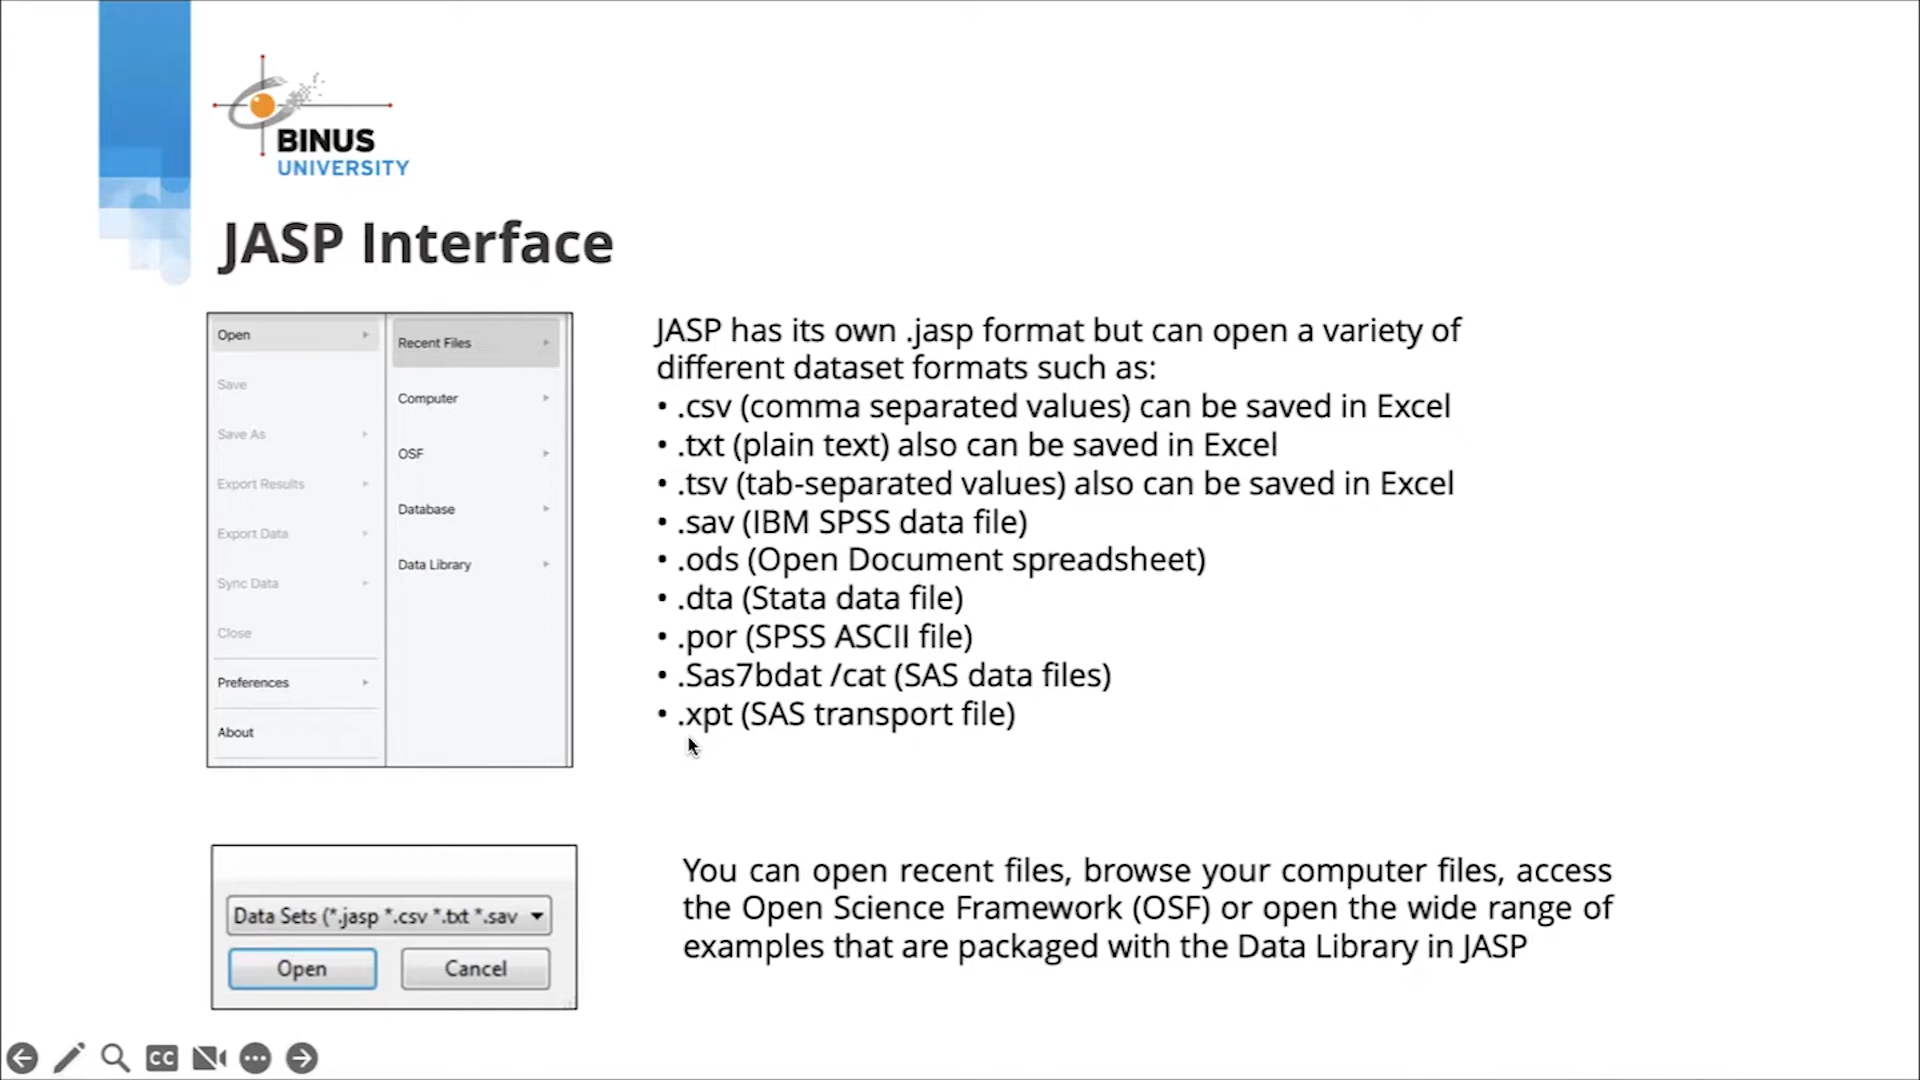 BINUS
UNIVERSITY
JASP Interface
Open
Save
Save As
Export Results
Export Data
Sync Data
Close
Preferences
About
Recent Files
Computer
OSF
Database
Data Library
JASP has its own .jasp format but can open a variety of
different dataset formats such as:
• .csv (comma separated values) can be saved in Excel
• .txt (plain text) also can be saved in Excel
• .tsv (tab-separated values) also can be saved in Excel
• .sav (IBM SPSS data file)
• .ods (Open Document spreadsheet)
• .dta (Stata data file)
• .por (SPSS ASCII file)
• .Sas7bdat /cat (SAS data files)
• .xpt (SAS transport file)
Data Sets (*.jasp *.csv *.txt *.sav
Open Cancel
You can open recent files, browse your computer files, access
the Open Science Framework (OSF) or open the wide range of
examples that are packaged with the Data Library in JASP
CC